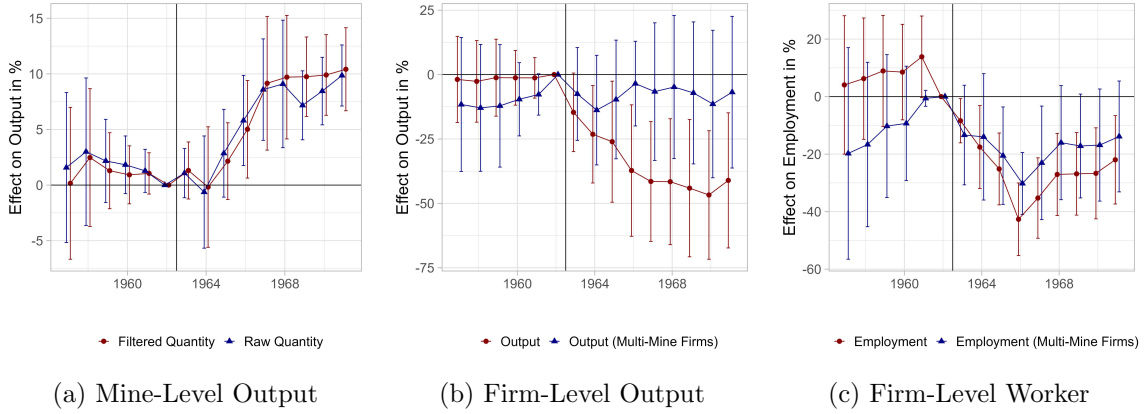 Effect on Output in %
15
10
5
0
-5
1960
1964
1968
Filtered Quantity
Raw Quantity
(a) Mine-Level Output
Effect on Output in %
25
0
-25
-50
-75
1960
1964
1968
Output
Output (Multi-Mine Firms)
(b) Firm-Level Output
Effect on Employment in %
20
0
-20
-40
-60
1960
1964
1968
Employment
Employment (Multi-Mine Firms)
(c) Firm-Level Worker